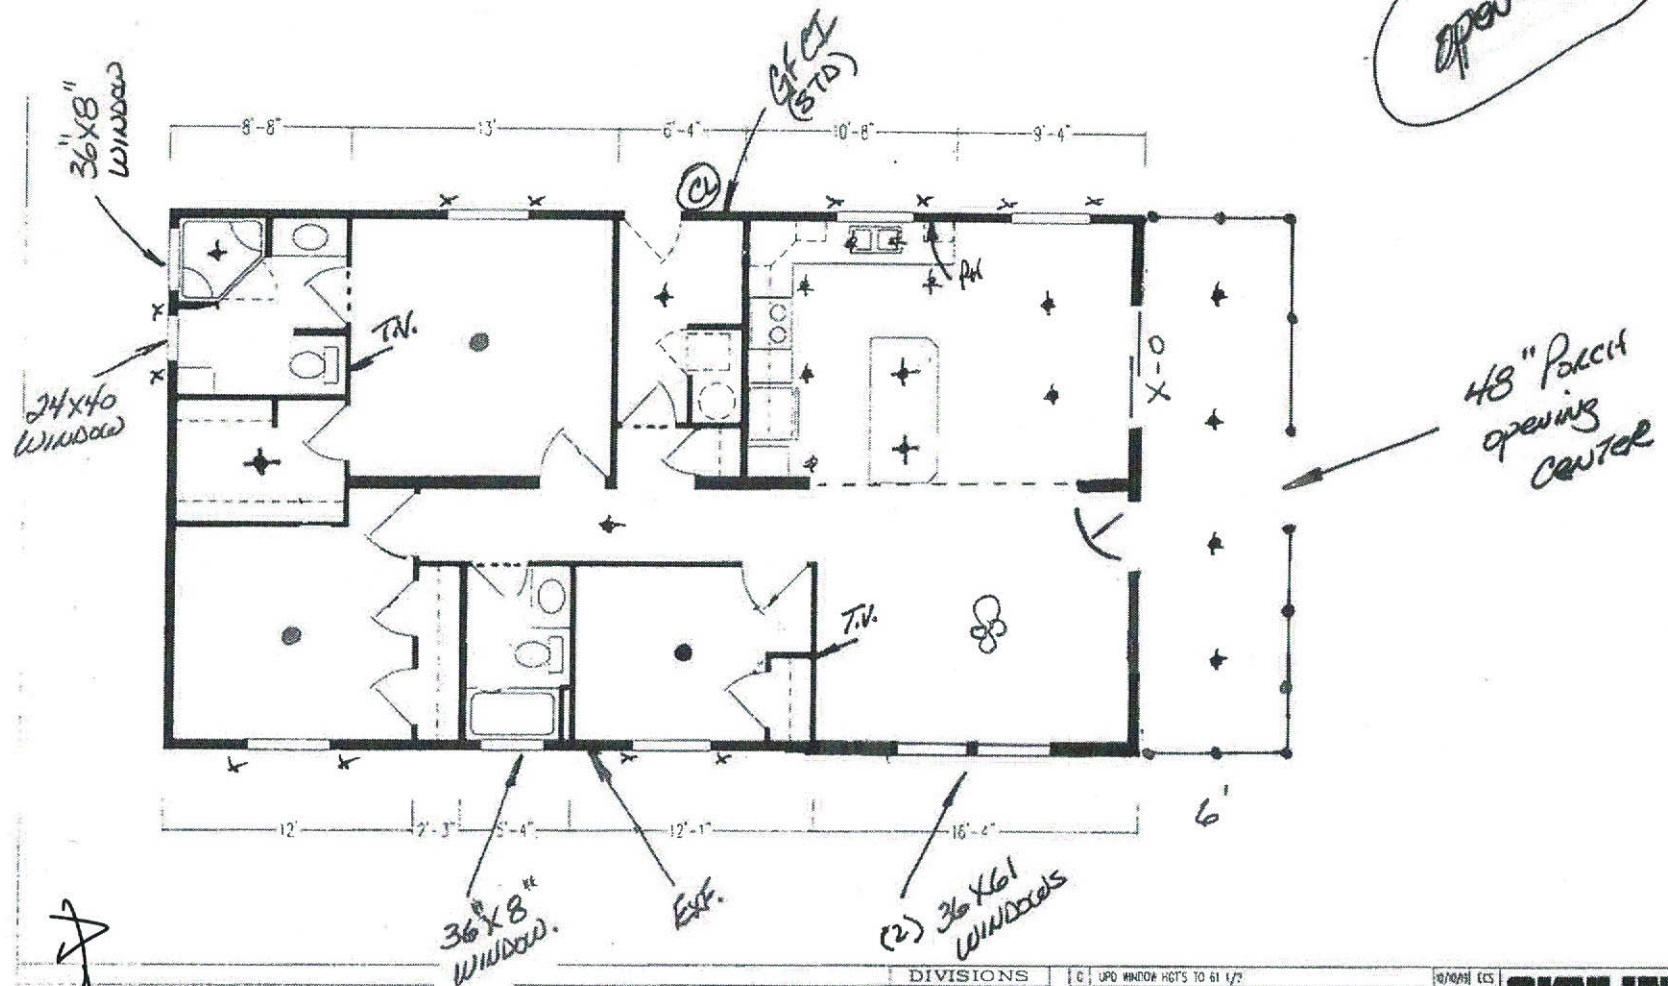 open
GFCI
(STD)
36"X8"
WINDOW
8'-8"
13'
6'-4"
10'-8"
9'-4"
CL
PH
T.V.
X-O
24X40
WINDOW
48" PORCH
opening
CENTER
T.V.
12'
2'-3"
5'-4"
12'-1"
16'-4"
6'
36"X8"
WINDOW.
EXF.
(2) 36X61
WINDOWS
DIVISIONS
C UPD WINDOW HGT'S TO 61 1/2
ECS